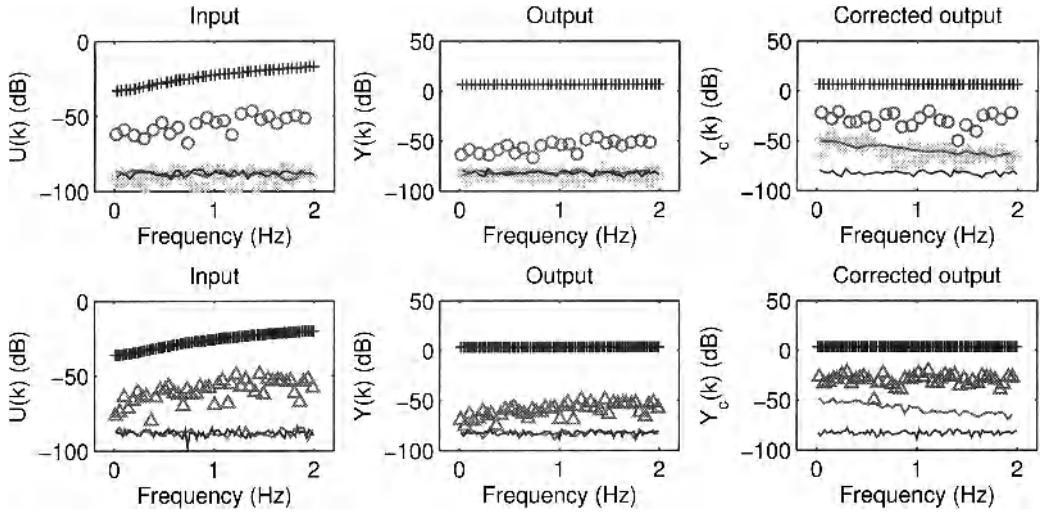 Input
U(k) (dB)
0
−50
−100
0
1
2
Frequency (Hz)
Output
Y(k) (dB)
50
0
−50
−100
0
1
2
Frequency (Hz)
Corrected output
Yc(k) (dB)
50
0
−50
−100
0
1
2
Frequency (Hz)
Input
U(k) (dB)
0
−50
−100
0
1
2
Frequency (Hz)
Output
Y(k) (dB)
50
0
−50
−100
0
1
2
Frequency (Hz)
Corrected output
Yc(k) (dB)
50
0
−50
−100
0
1
2
Frequency (Hz)